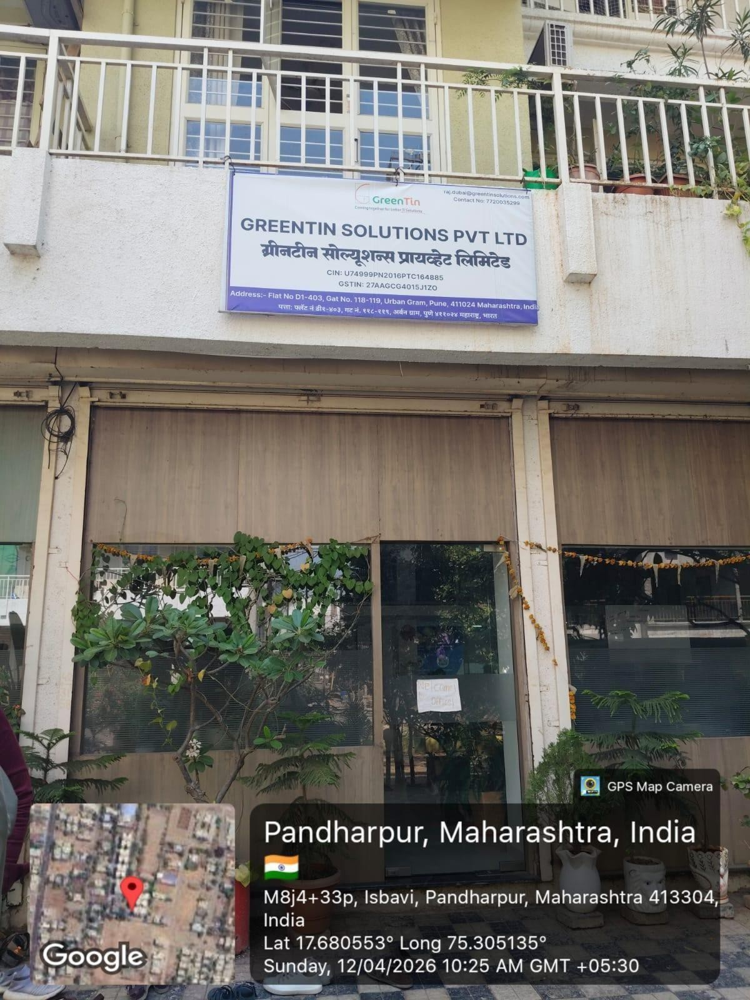 GreenTin
Coming together for better IT Solutions
raj.dubai@greentinsolutions.com
Contact No: 7720035299
GREENTIN SOLUTIONS PVT LTD
ग्रीनटीन सोल्यूशन्स प्रायव्हेट लिमिटेड
CIN: U74999PN2016PTC164885
GSTIN: 27AAGCG4015J1ZO
Address:- Flat No D1-403, Gat No. 118-119, Urban Gram, Pune, 411024 Maharashtra, India
पत्ता: फ्लॅट नं डी१-४०३, गट नं. ११८-११९, अर्बन ग्राम, पुणे ४११०२४ महाराष्ट्र, भारत
Welcome
Office
GPS Map Camera
Pandharpur, Maharashtra, India
M8j4+33p, Isbavi, Pandharpur, Maharashtra 413304,
India
Lat 17.680553° Long 75.305135°
Sunday, 12/04/2026 10:25 AM GMT +05:30
Google